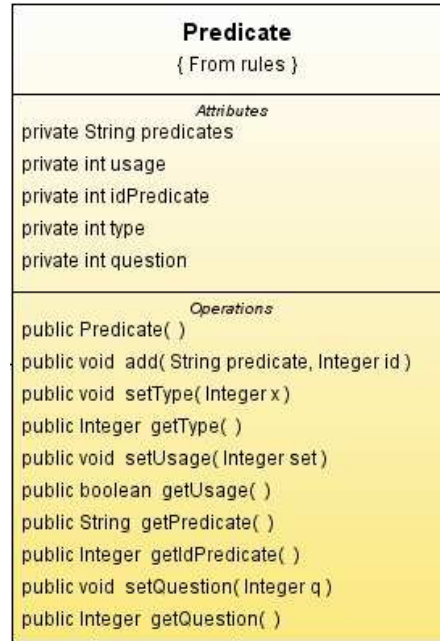 Predicate
{ From rules }
Attributes
private String predicates
private int usage
private int idPredicate
private int type
private int question
Operations
public Predicate( )
public void add( String predicate, Integer id )
public void setType( Integer x )
public Integer getType( )
public void setUsage( Integer set )
public boolean getUsage( )
public String getPredicate( )
public Integer getIdPredicate( )
public void setQuestion( Integer q )
public Integer getQuestion( )